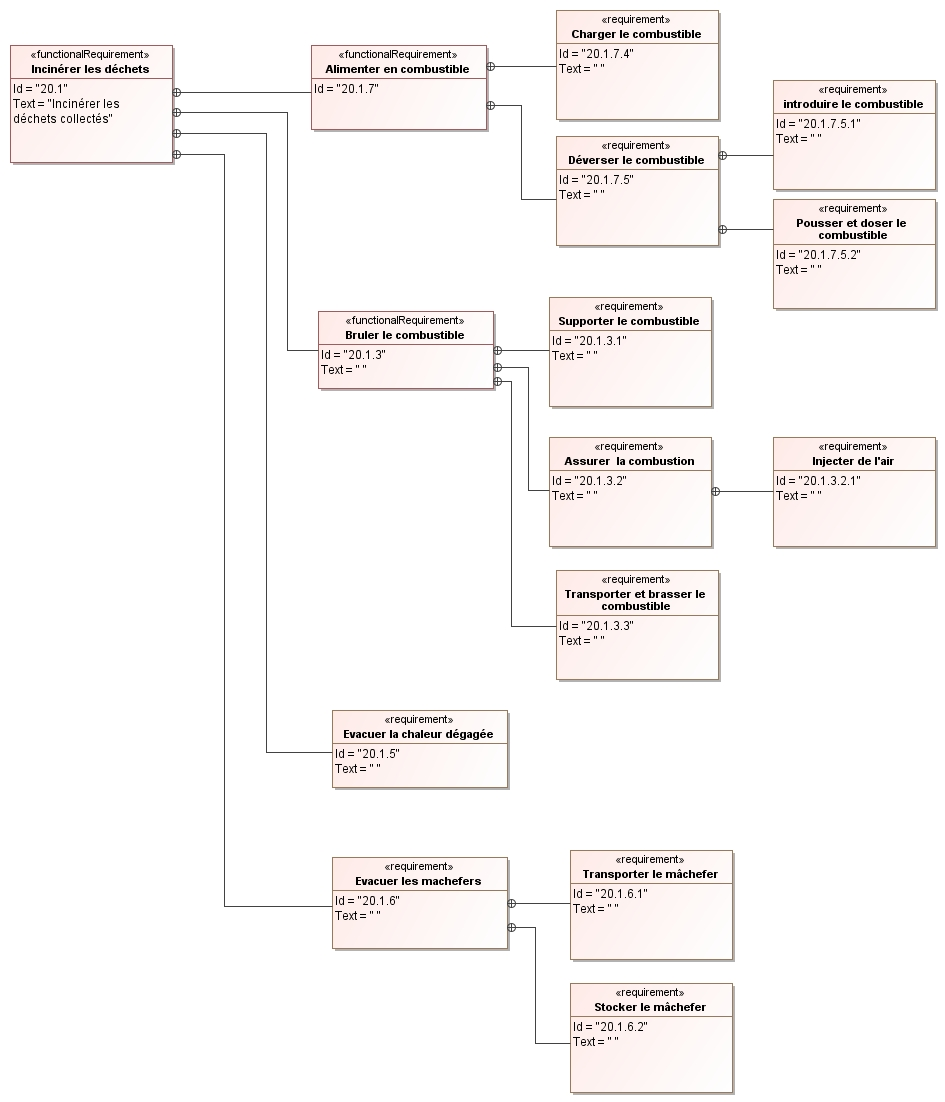 «functionalRequirement»
Incinérer les déchets
Id = "20.1"
Text = "Incinérer les
déchets collectés"
«functionalRequirement»
Alimenter en combustible
Id = "20.1.7"
«requirement»
Charger le combustible
Id = "20.1.7.4"
Text = " "
«requirement»
Déverser le combustible
Id = "20.1.7.5"
Text = " "
«requirement»
introduire le combustible
Id = "20.1.7.5.1"
Text = " "
«requirement»
Pousser et doser le
combustible
Id = "20.1.7.5.2"
Text = " "
«functionalRequirement»
Bruler le combustible
Id = "20.1.3"
Text = " "
«requirement»
Supporter le combustible
Id = "20.1.3.1"
Text = " "
«requirement»
Assurer  la combustion
Id = "20.1.3.2"
Text = " "
«requirement»
Injecter de l'air
Id = "20.1.3.2.1"
Text = " "
«requirement»
Transporter et brasser le
combustible
Id = "20.1.3.3"
Text = " "
«requirement»
Evacuer la chaleur dégagée
Id = "20.1.5"
Text = " "
«requirement»
Evacuer les machefers
Id = "20.1.6"
Text = " "
«requirement»
Transporter le mâchefer
Id = "20.1.6.1"
Text = " "
«requirement»
Stocker le mâchefer
Id = "20.1.6.2"
Text = " "